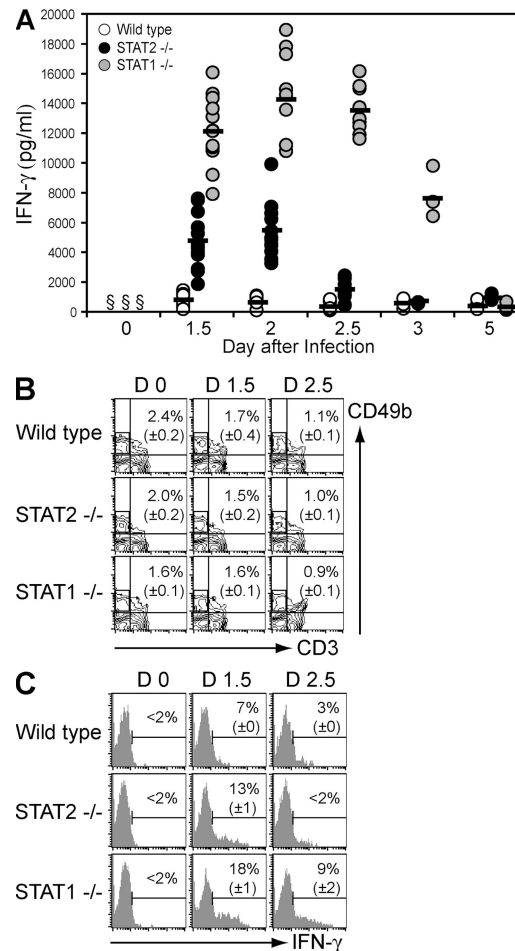 A
Wild type
STAT2 -/-
STAT1 -/-
IFN-γ (pg/ml)
20000
18000
16000
14000
12000
10000
8000
6000
4000
2000
0
§ § §
0 1.5 2 2.5 3 5
Day after Infection
B
D 0 D 1.5 D 2.5
CD49b
Wild type
2.4% 1.7% 1.1%
(±0.2) (±0.4) (±0.1)
STAT2 -/-
2.0% 1.5% 1.0%
(±0.2) (±0.2) (±0.1)
STAT1 -/-
1.6% 1.6% 0.9%
(±0.1) (±0.1) (±0.1)
CD3
C
D 0 D 1.5 D 2.5
Wild type
<2% 7% 3%
(±0) (±0)
STAT2 -/-
<2% 13% <2%
(±1)
STAT1 -/-
<2% 18% 9%
(±1) (±2)
IFN-γ